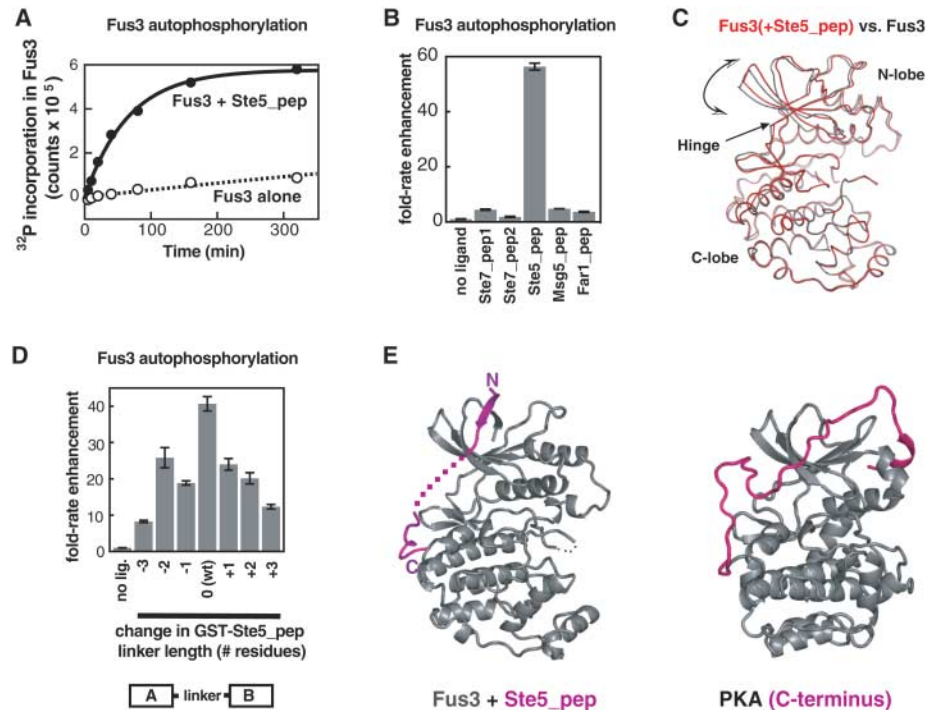 A
Fus3 autophosphorylation
32P incorporation in Fus3
(counts x 10 5)
6
4
2
0
Fus3 + Ste5_pep
Fus3 alone
0
100
200
300
Time (min)
B
Fus3 autophosphorylation
fold-rate enhancement
60
40
20
0
no ligand
Ste7_pep1
Ste7_pep2
Ste5_pep
Msg5_pep
Far1_pep
C
Fus3(+Ste5_pep) vs. Fus3
N-lobe
Hinge
C-lobe
D
Fus3 autophosphorylation
fold-rate enhancement
40
30
20
10
0
no lig.
-3
-2
-1
0 (wt)
+1
+2
+3
change in GST-Ste5_pep
linker length (# residues)
A linker B
E
N
C
Fus3 + Ste5_pep
PKA (C-terminus)